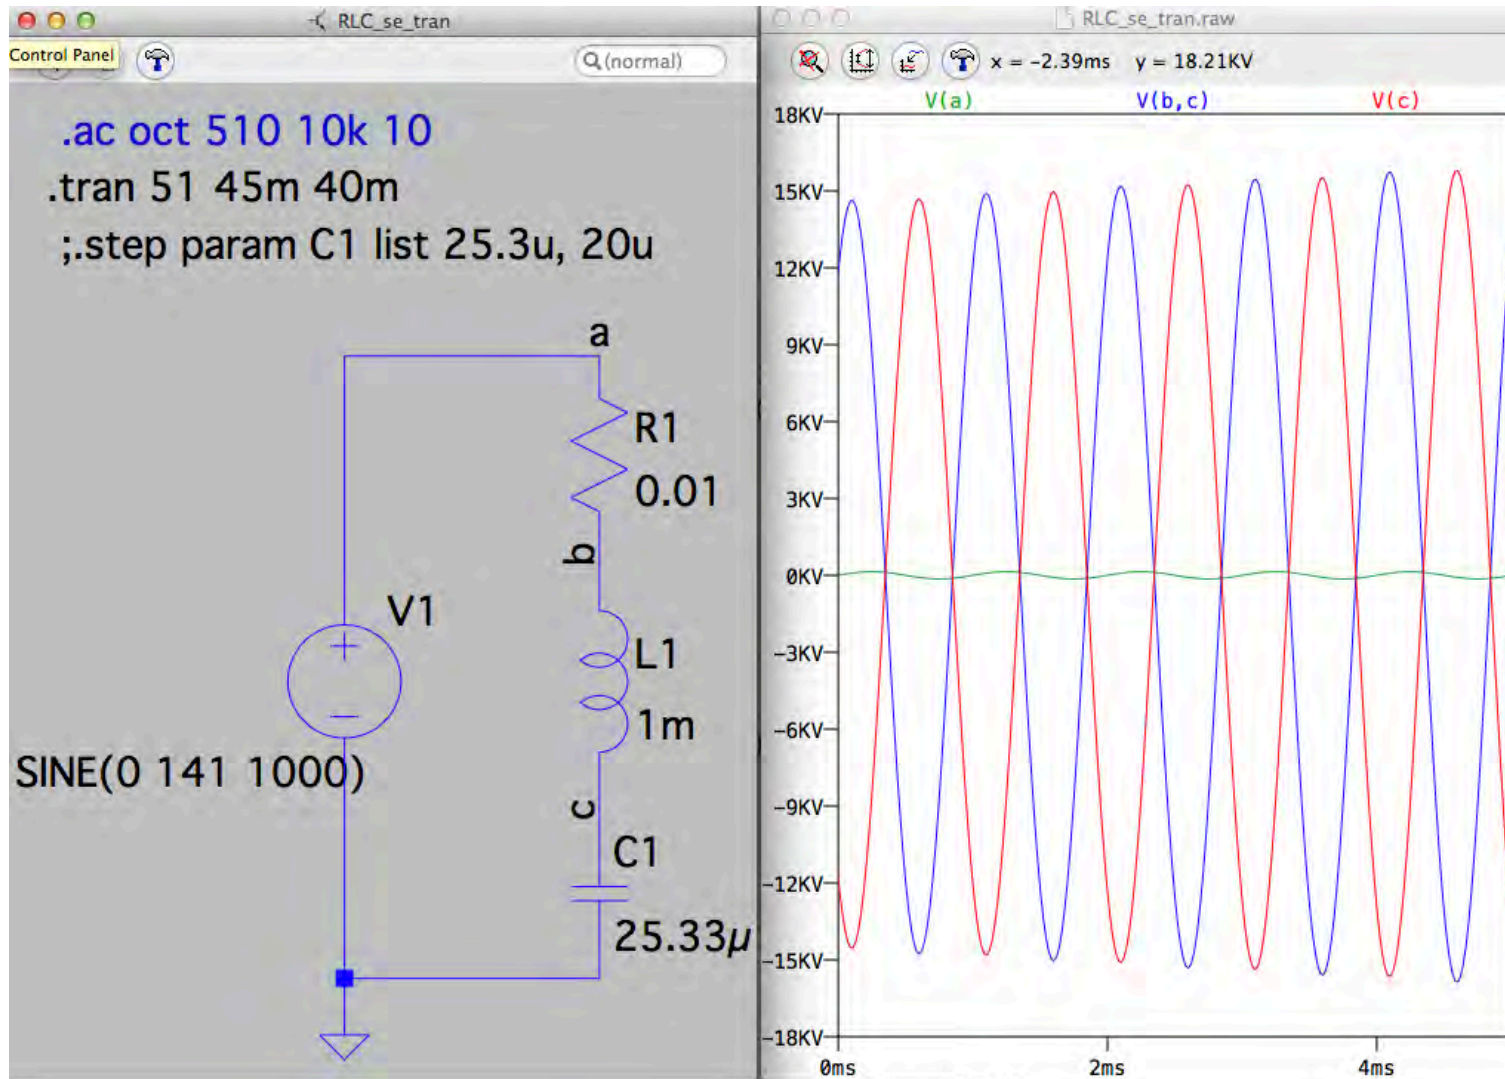 RLC_se_tran
Control Panel
(normal)
.ac oct 510 10k 10
.tran 51 45m 40m
;.step param C1 list 25.3u, 20u
a
R1
0.01
b
V1
L1
1m
SINE(0 141 1000)
c
C1
25.33µ
RLC_se_tran.raw
x = -2.39ms y = 18.21KV
V(a) V(b,c) V(c)
18KV
15KV
12KV
9KV
6KV
3KV
0KV
-3KV
-6KV
-9KV
-12KV
-15KV
-18KV
0ms 2ms 4ms